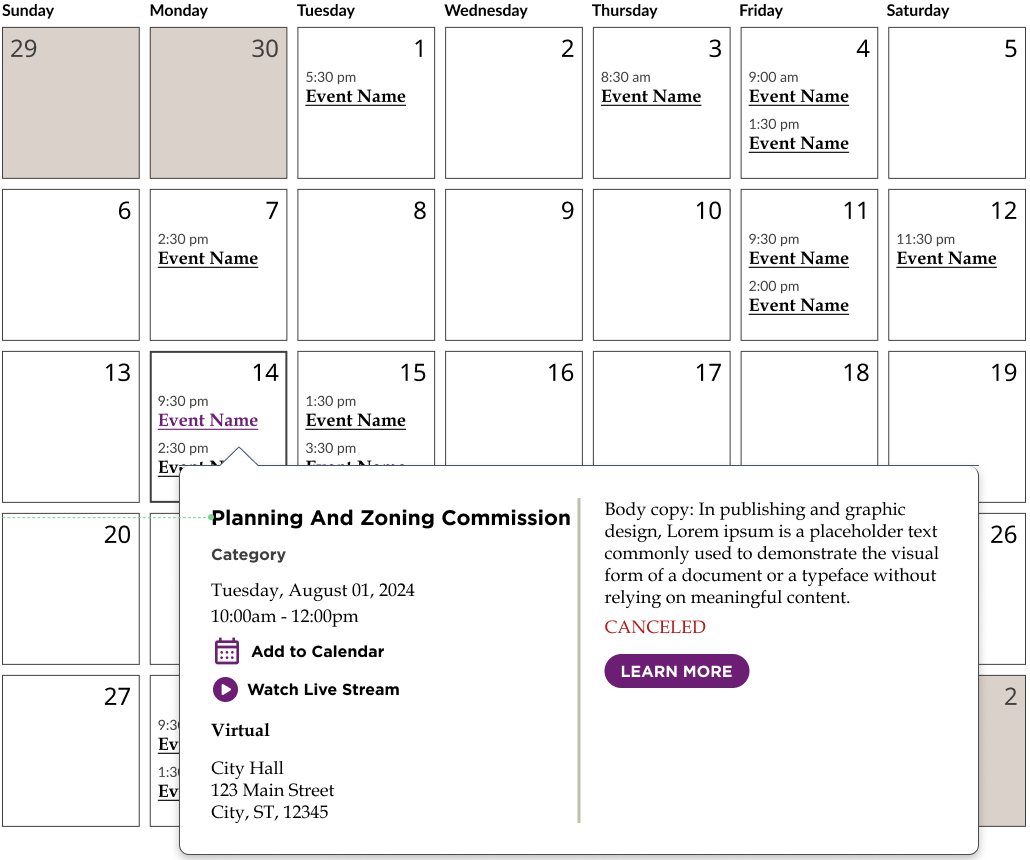 Sunday Monday Tuesday Wednesday Thursday Friday Saturday
29 30 1 2 3 4 5
5:30 pm 8:30 am 9:00 am
Event Name Event Name Event Name
1:30 pm
Event Name
6 7 8 9 10 11 12
2:30 pm 9:30 pm 11:30 pm
Event Name Event Name Event Name
2:00 pm
Event Name
13 14 15 16 17 18 19
9:30 pm 1:30 pm
Event Name Event Name
2:30 pm 3:30 pm
Event Name
20 26
27 2
Planning And Zoning Commission
Category
Tuesday, August 01, 2024
10:00am - 12:00pm
Add to Calendar
Watch Live Stream
Virtual
City Hall
123 Main Street
City, ST, 12345
Body copy: In publishing and graphic
design, Lorem ipsum is a placeholder text
commonly used to demonstrate the visual
form of a document or a typeface without
relying on meaningful content.
CANCELED
LEARN MORE